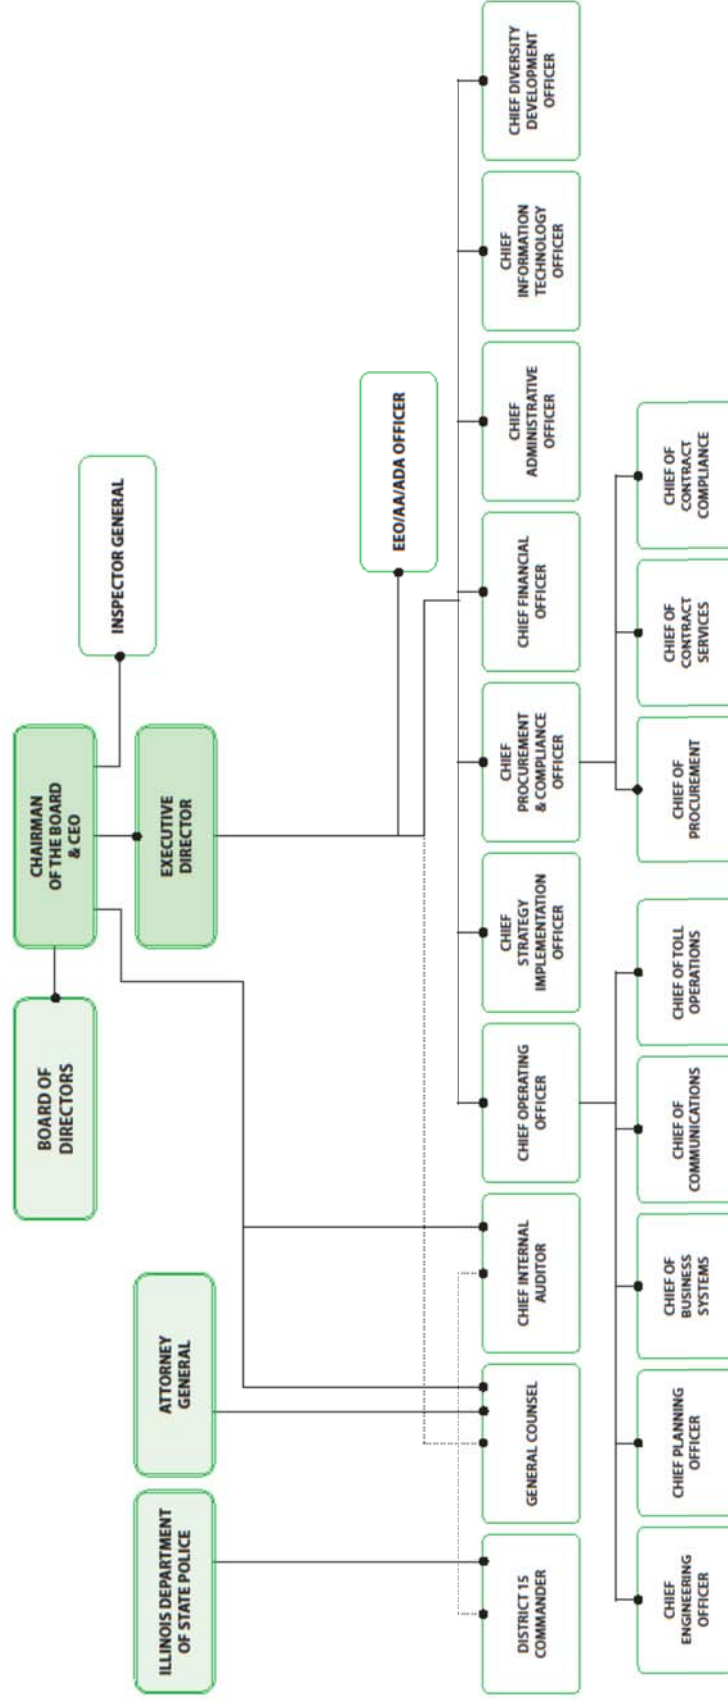 CHAIRMAN
OF THE BOARD
& CEO
BOARD OF
DIRECTORS
INSPECTOR GENERAL
EXECUTIVE
DIRECTOR
ATTORNEY
GENERAL
ILLINOIS DEPARTMENT
OF STATE POLICE
EEO/AA/ADA OFFICER
DISTRICT 15
COMMANDER
GENERAL COUNSEL
CHIEF INTERNAL
AUDITOR
CHIEF OPERATING
OFFICER
CHIEF
STRATEGY
IMPLEMENTATION
OFFICER
CHIEF
PROCUREMENT
& COMPLIANCE
OFFICER
CHIEF FINANCIAL
OFFICER
CHIEF
ADMINISTRATIVE
OFFICER
CHIEF
INFORMATION
TECHNOLOGY
OFFICER
CHIEF DIVERSITY
DEVELOPMENT
OFFICER
CHIEF
ENGINEERING
OFFICER
CHIEF PLANNING
OFFICER
CHIEF OF
BUSINESS
SYSTEMS
CHIEF OF
COMMUNICATIONS
CHIEF OF TOLL
OPERATIONS
CHIEF OF
PROCUREMENT
CHIEF OF
CONTRACT
SERVICES
CHIEF OF
CONTRACT
COMPLIANCE